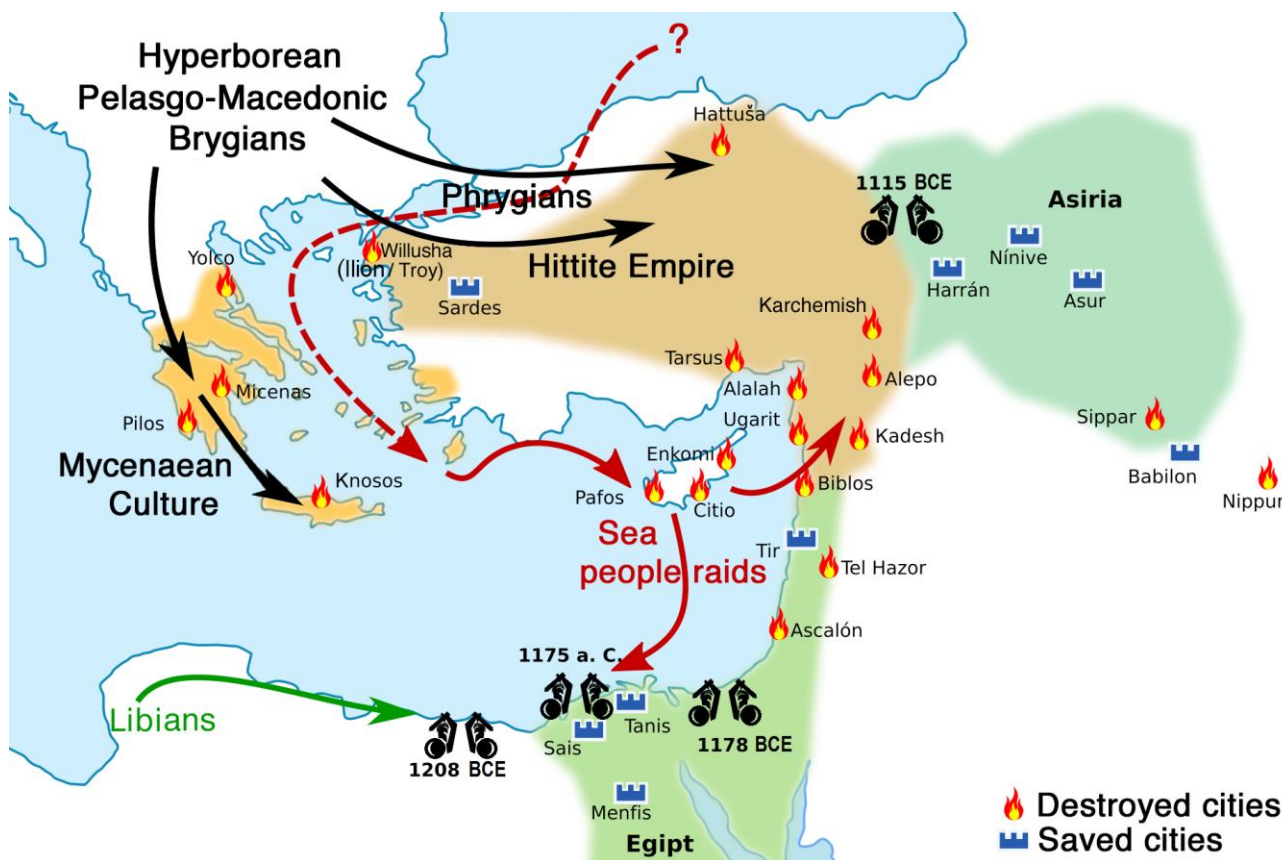 ?
Hyperborean
Pelasgo-Macedonic
Brygians
Hattuša
Phrygians
1115 BCE
Asiria
Yolco
Willusha
(Ilion / Troy)
Hittite Empire
Sardes
Nínive
Harrán
Asur
Karchemish
Tarsus
Alalah
Alepo
Micenas
Pilos
Ugarit
Kadesh
Sippar
Enkomi
Mycenaean
Culture
Knosos
Pafos
Citio
Biblos
Babilon
Nippur
Sea
people raids
Tir
Tel Hazor
Ascalón
1175 a. C.
Libians
Tanis
Sais
1178 BCE
1208 BCE
Menfis
Egipt
Destroyed cities
Saved cities